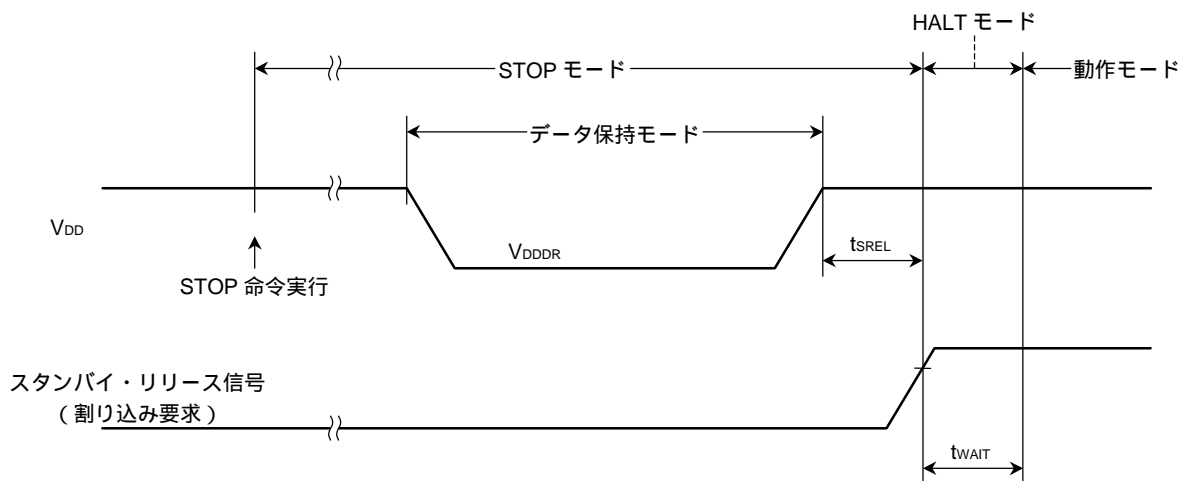 HALT モード
STOP モード
動作モード
データ保持モード
VDD
VDDDR
tSREL
STOP 命令実行
スタンバイ・リリース信号
(割り込み要求)
tWAIT